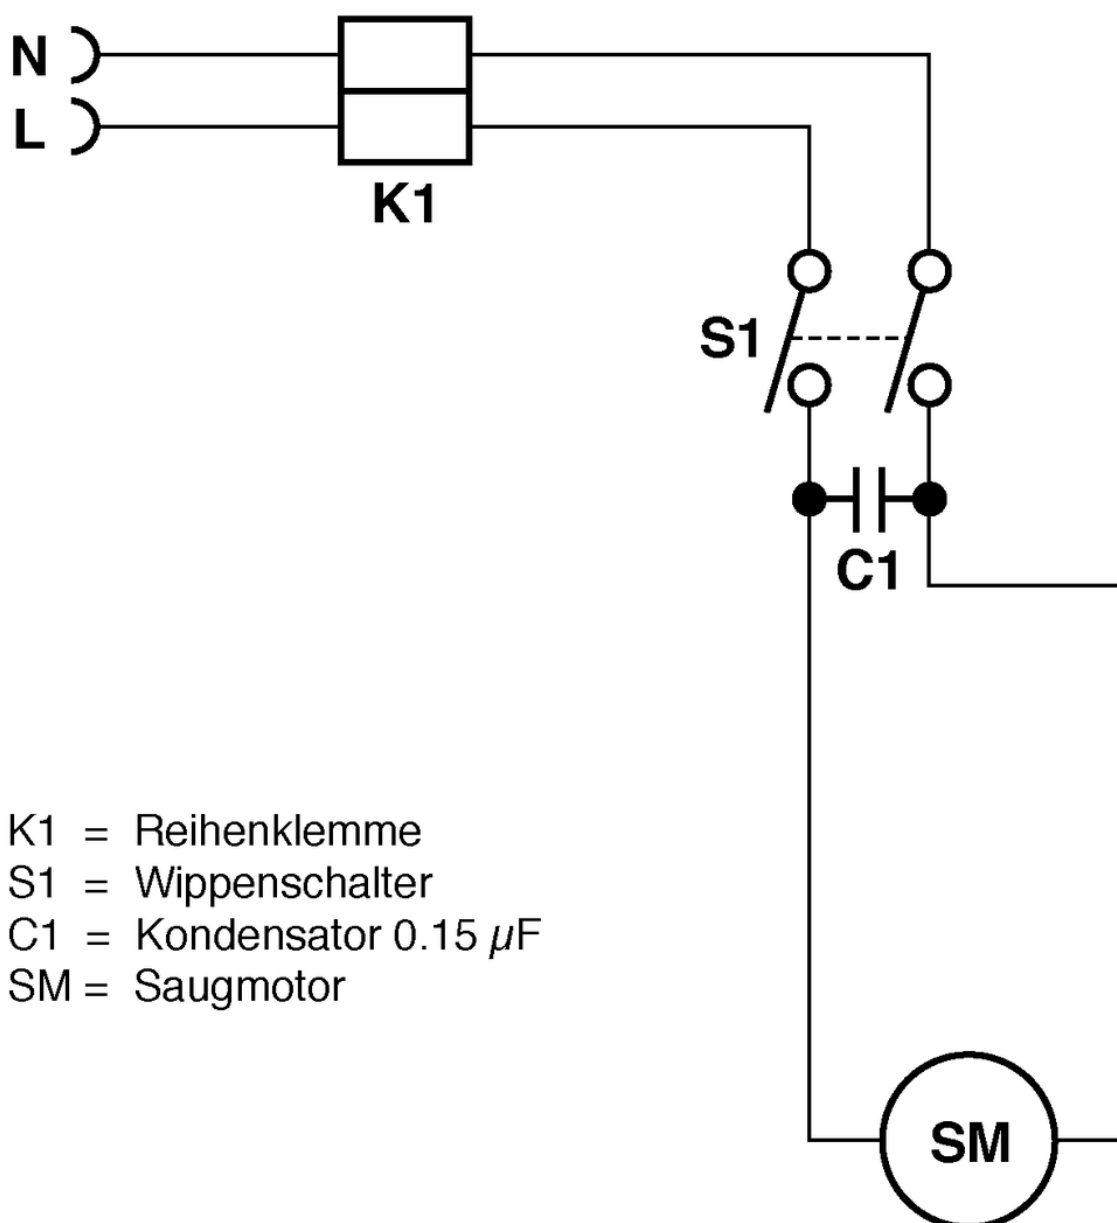 N
L
K1
S1
C1
K1 = Reihenklemme
S1 = Wippenschalter
C1 = Kondensator 0.15 µF
SM = Saugmotor
SM